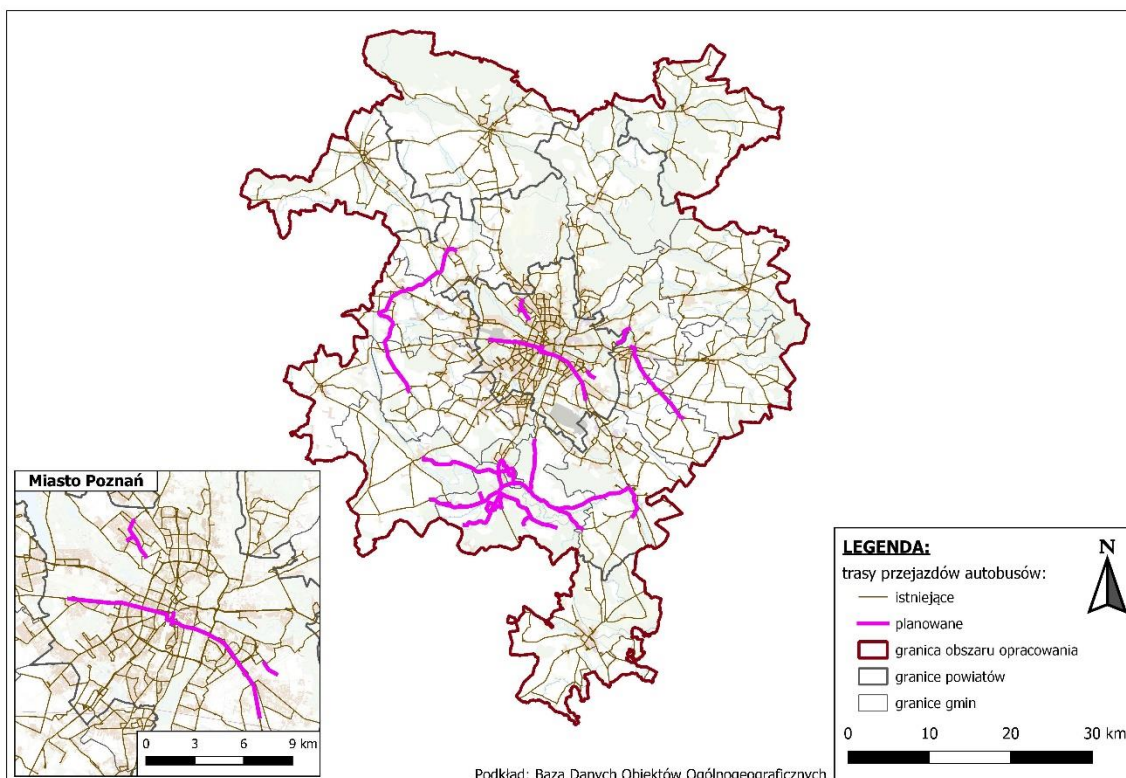 Miasto Poznań
0 3 6 9 km
LEGENDA:
N
trasy przejazdów autobusów:
istniejące
planowane
granica obszaru opracowania
granice powiatów
granice gmin
0 10 20 30 km
Podkład: Baza Danych Obiektów Ogólnogeograficznych